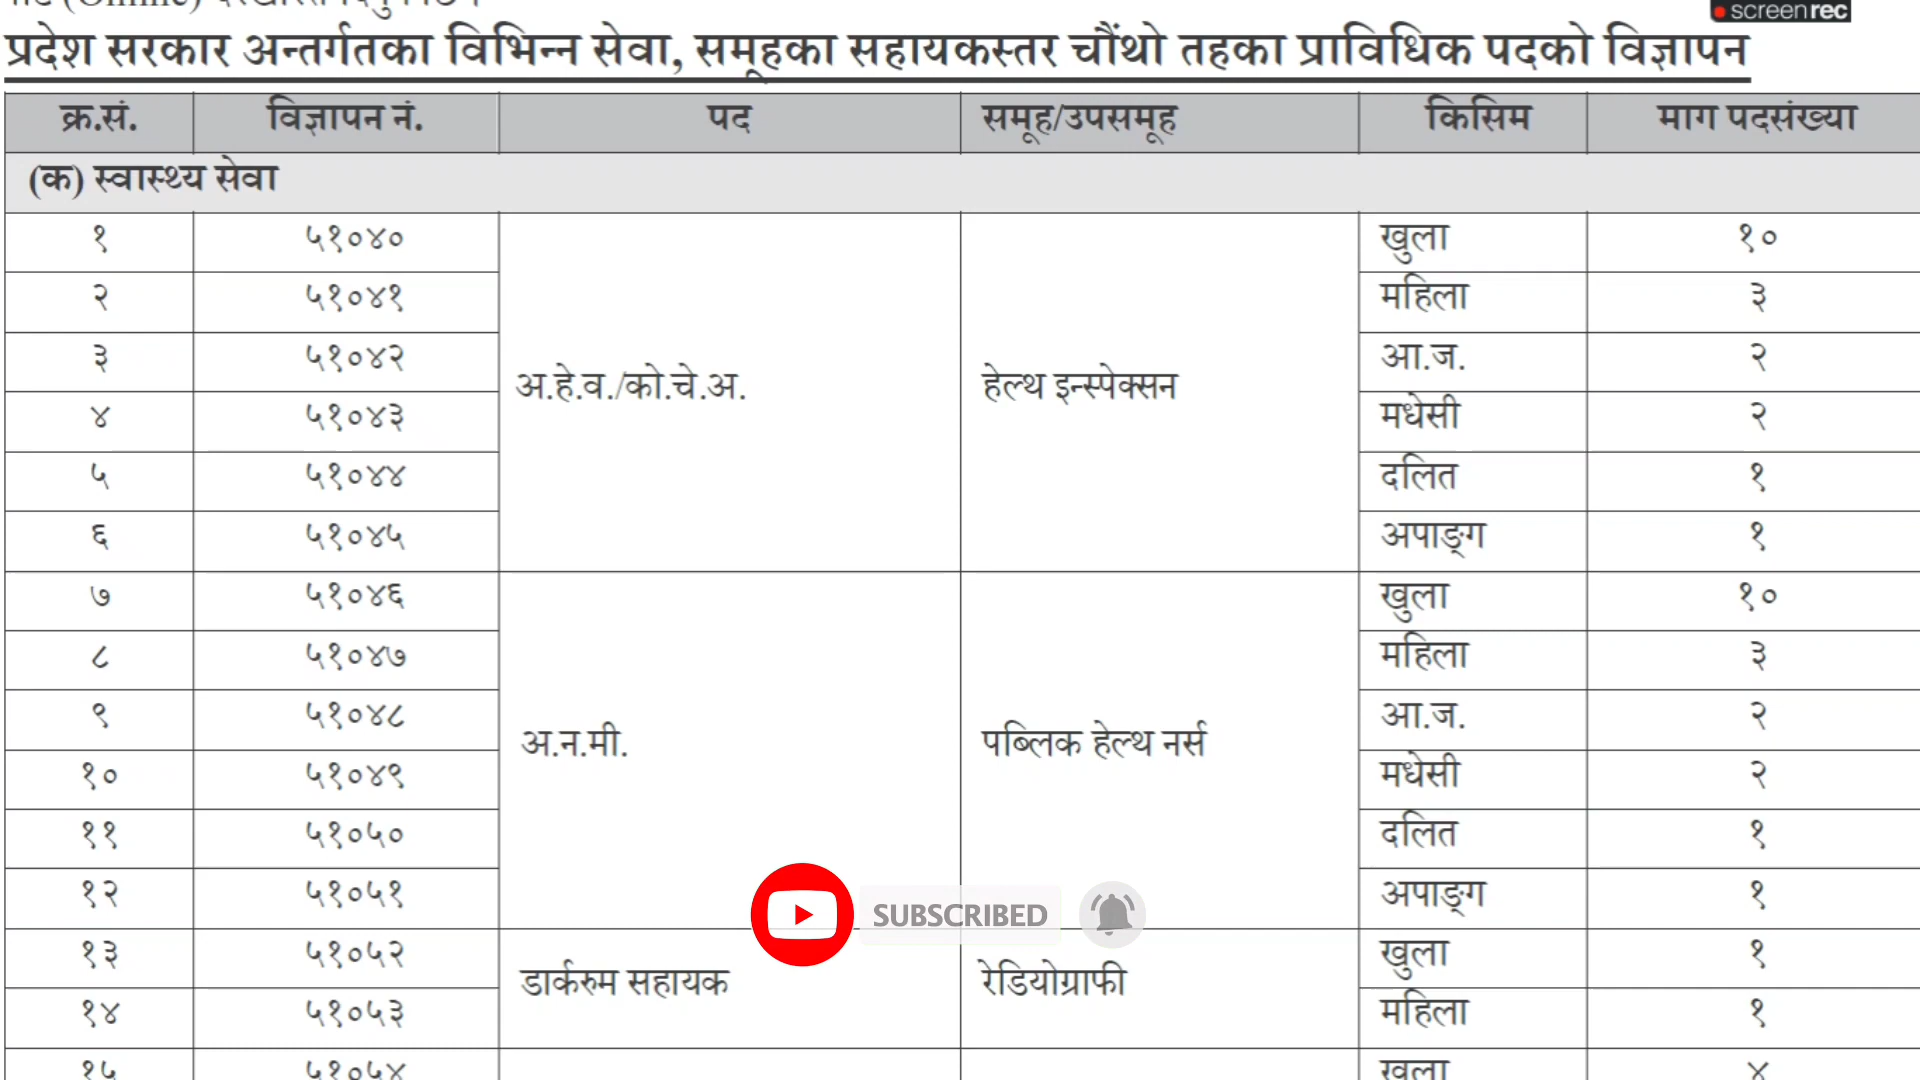 screenrec
(Online)
प्रदेश सरकार अन्तर्गतका विभिन्न सेवा, समूहका सहायकस्तर चौंथो तहका प्राविधिक पदको विज्ञापन
क्र.सं. विज्ञापन नं. पद समूह/उपसमूह किसिम माग पदसंख्या
(क) स्वास्थ्य सेवा
१ ५१०४० खुला १०
२ ५१०४१ महिला ३
३ ५१०४२ आ.ज. २
अ.हे.व./को.चे.अ. हेल्थ इन्स्पेक्सन
४ ५१०४३ मधेसी २
५ ५१०४४ दलित १
६ ५१०४५ अपाङ्ग १
७ ५१०४६ खुला १०
८ ५१०४७ महिला ३
९ ५१०४८ आ.ज. २
अ.न.मी. पब्लिक हेल्थ नर्स
१० ५१०४९ मधेसी २
११ ५१०५० दलित १
१२ ५१०५१ अपाङ्ग १
SUBSCRIBED
१३ ५१०५२ खुला १
डार्करुम सहायक रेडियोग्राफी
१४ ५१०५३ महिला १
१५ ५१०५४ खुला ४